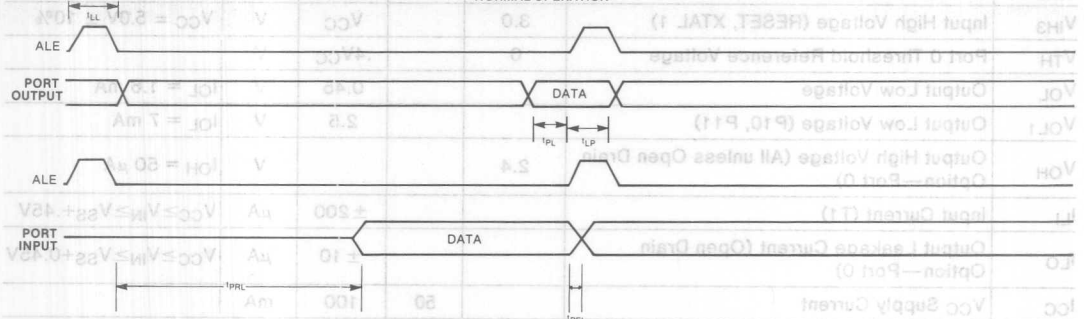 tLL
VIH3 Input High Voltage (RESET, XTAL 1) 3.0 VCC V VCC = 5.0V 10%
ALE
VTH Port 0 Threshold Reference Voltage 0 .4VCC
PORT OUTPUT
DATA
VOL Output Low Voltage 0.45 V IOL = 1.6 mA
VOL1 Output Low Voltage (P10, P11) 2.5 V IOL = 7 mA
tPL tLP
VOH Output High Voltage (All unless Open Drain Option—Port 0) 2.4 V IOH = 50 µA
ALE
ILI Input Current (T1) ±200 µA VCC≥VIN≥VSS+.45V
PORT INPUT
DATA
ILO Output Leakage Current (Open Drain Option—Port 0) ±10 µA VCC≥VIN≥VSS+0.45V
tPRL
ICC VCC Supply Current 50 100 mA